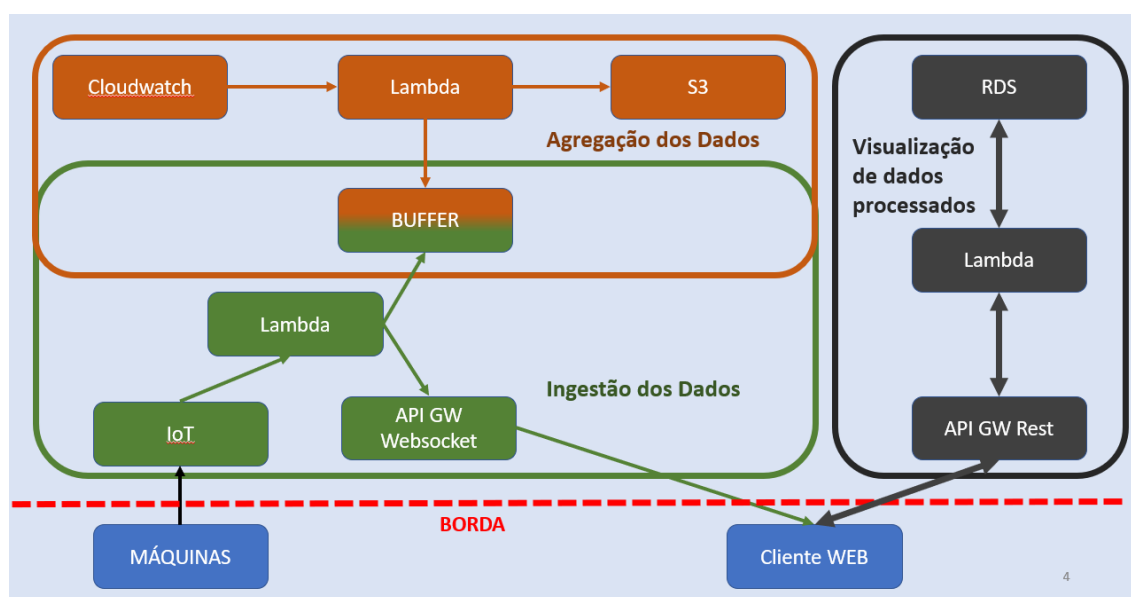 Cloudwatch
Lambda
S3
RDS
Agregação dos Dados
Visualização
de dados
processados
BUFFER
Lambda
Lambda
Ingestão dos Dados
IoT
API GW
Websocket
API GW Rest
BORDA
MÁQUINAS
Cliente WEB
4